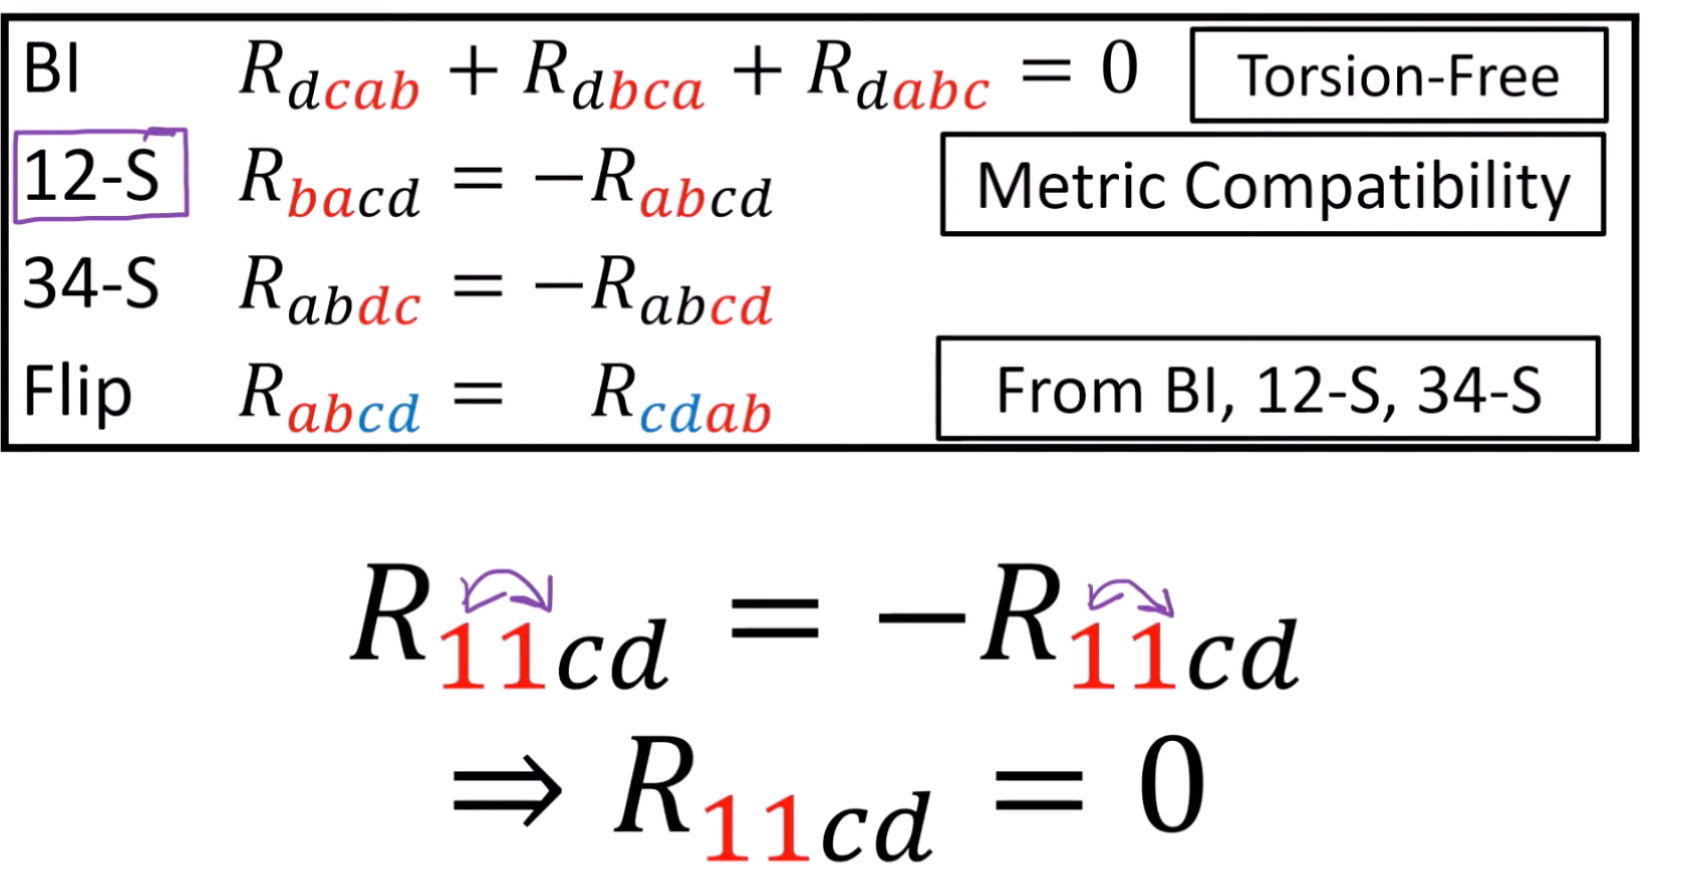 BI R_{dcab} + R_{dbca} + R_{dabc} = 0 Torsion-Free
12-S R_{bacd} = −R_{abcd} Metric Compatibility
34-S R_{abdc} = −R_{abcd}
Flip R_{abcd} = R_{cdab} From BI, 12-S, 34-S
R_{11cd} = −R_{11cd}
⇒ R_{11cd} = 0